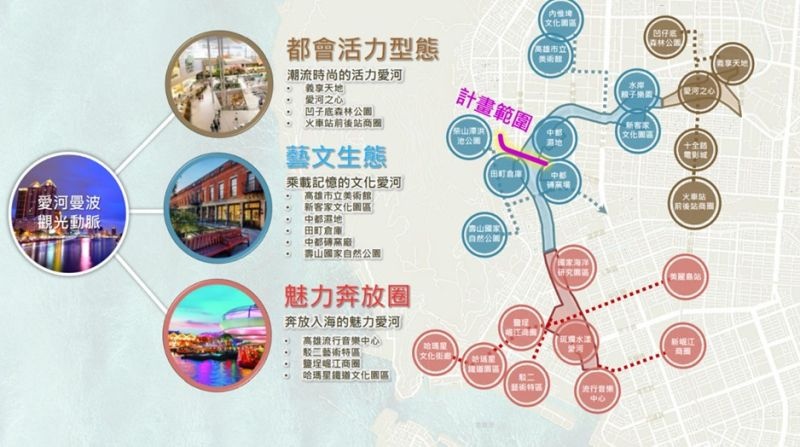 愛河曼波
觀光動脈
都會活力型態
潮流時尚的活力愛河
義享天地
愛河之心
凹子底森林公園
火車站前後站商圈
藝文生態
乘載記憶的文化愛河
高雄市立美術館
新客家文化園區
中都濕地
田町倉庫
中都磚窯廠
壽山國家自然公園
魅力奔放圈
奔放入海的魅力愛河
高雄流行音樂中心
駁二藝術特區
鹽埕崛江商圈
哈瑪星鐵道文化園區
內惟埤
文化園區
高雄市立
美術館
凹仔底
森林公園
義享天地
愛河之心
水岸
親子樂園
新客家
文化園區
十全路
電影城
火車站
前後站商圈
計畫範圍
柴山滯洪
池公園
中都
濕地
田町倉庫
中都
磚窯場
壽山國家
自然公園
國家海洋
研究園區
美麗島站
鹽埕
崛江商圈
斑爛水漾
愛河
新崛江
商圈
哈瑪星
文化街廓
哈瑪星
鐵道園區
駁二
藝術特區
流行音樂
中心